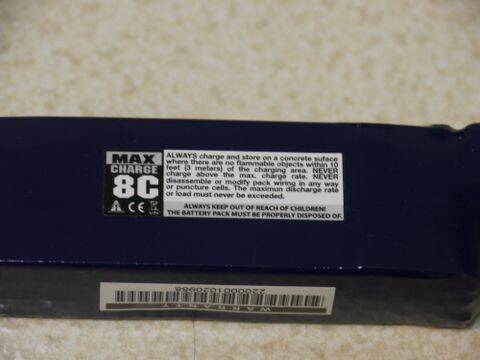 MAX
CHARGE
8C
CE
ALWAYS charge and store on a concrete suface
where there are no flammable objects within 10
feet (3 meters) of the charging area. NEVER
charge above the max. charge rate. NEVER
disassemble or modify pack wiring in any way
or puncture cells. The maximun discharge rate
or load must never be exceeded.
ALWAYS KEEP OUT OF REACH OF CHILDREN!
THE BATTERY PACK MUST BE PROPERLY DISPOSED OF.
2200001020988
WARRANTY